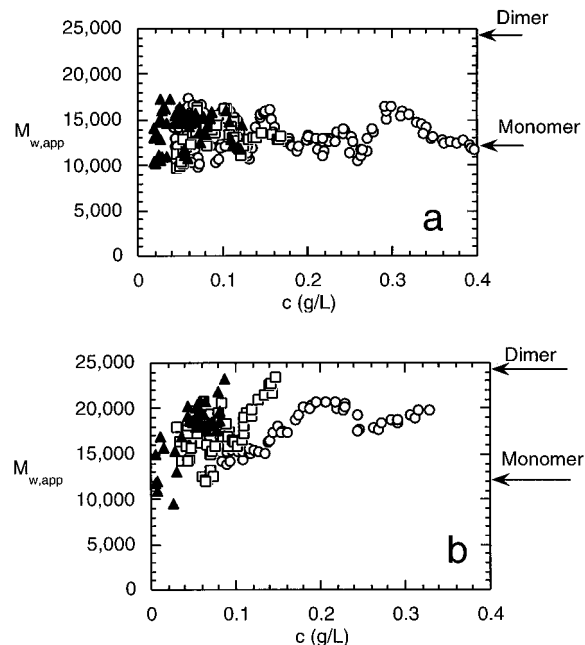 Dimer
25,000
20,000
15,000
M w,app
Monomer
10,000
5,000
0
a
0 0.1 0.2 0.3 0.4
c (g/L)
Dimer
25,000
20,000
M w,app
15,000
Monomer
10,000
5,000
0
b
0 0.1 0.2 0.3 0.4
c (g/L)